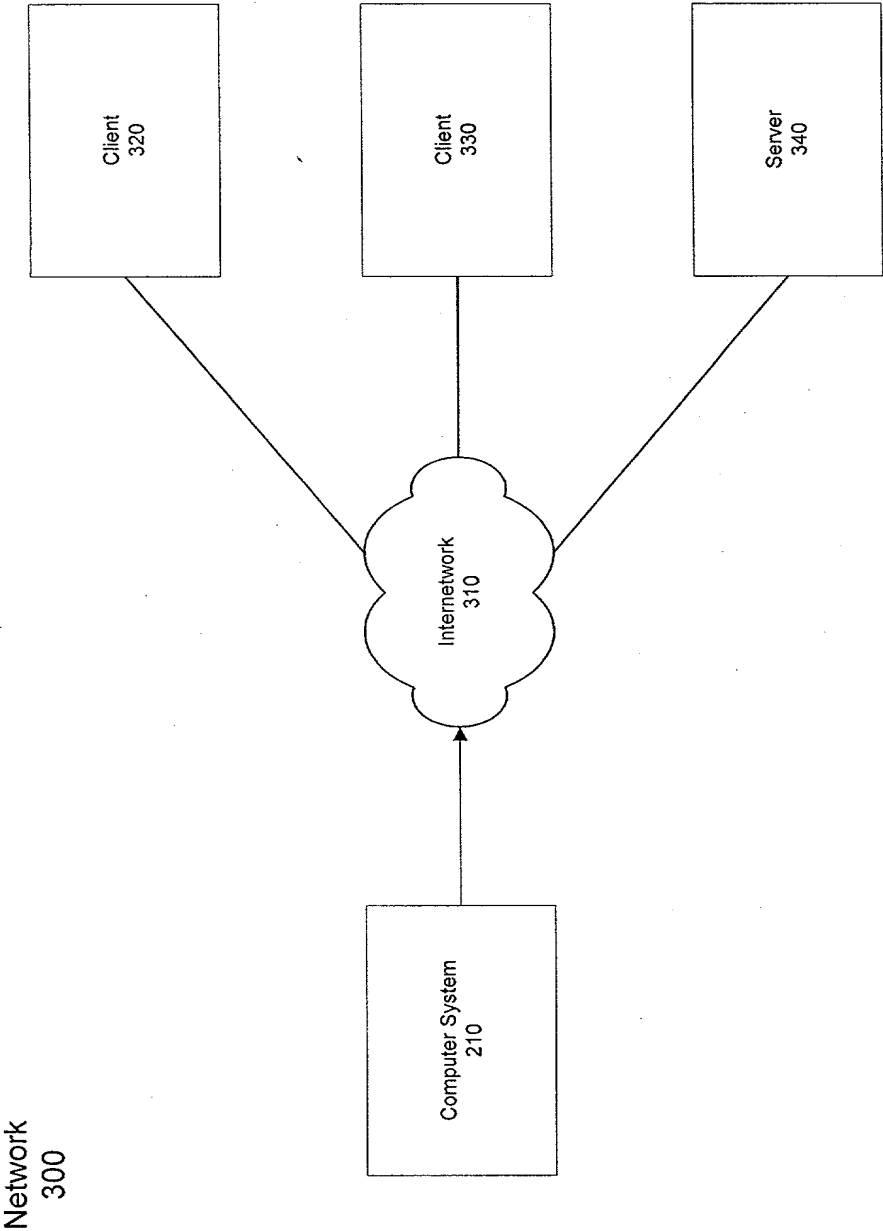 Network
300
Client
320
Computer System
210
Internetwork
310
Client
330
Server
340